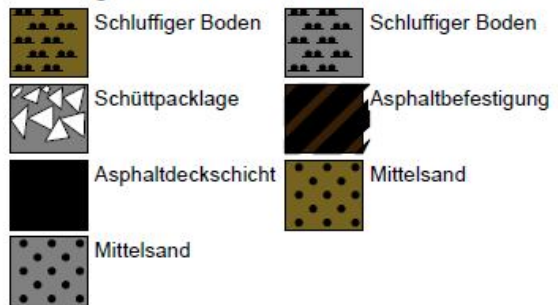 Schluffiger Boden
Schluffiger Boden
Schüttpacklage
Asphaltbefestigung
Asphaltdeckschicht
Mittelsand
Mittelsand